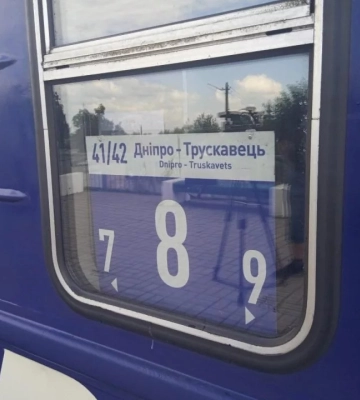 41/42 Дніпро - Трускавець
Dnipro - Truskavets
7 8 9